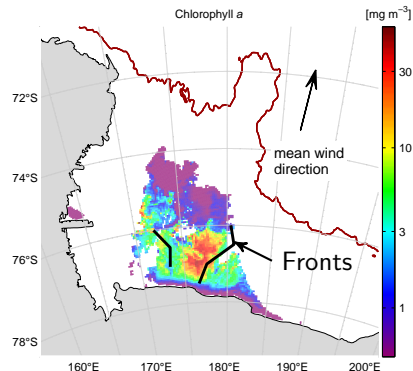 Chlorophyll a
[mg m⁻³]
30
10
3
1
72°S
74°S
76°S
78°S
mean wind
direction
Fronts
160°E
170°E
180°E
190°E
200°E